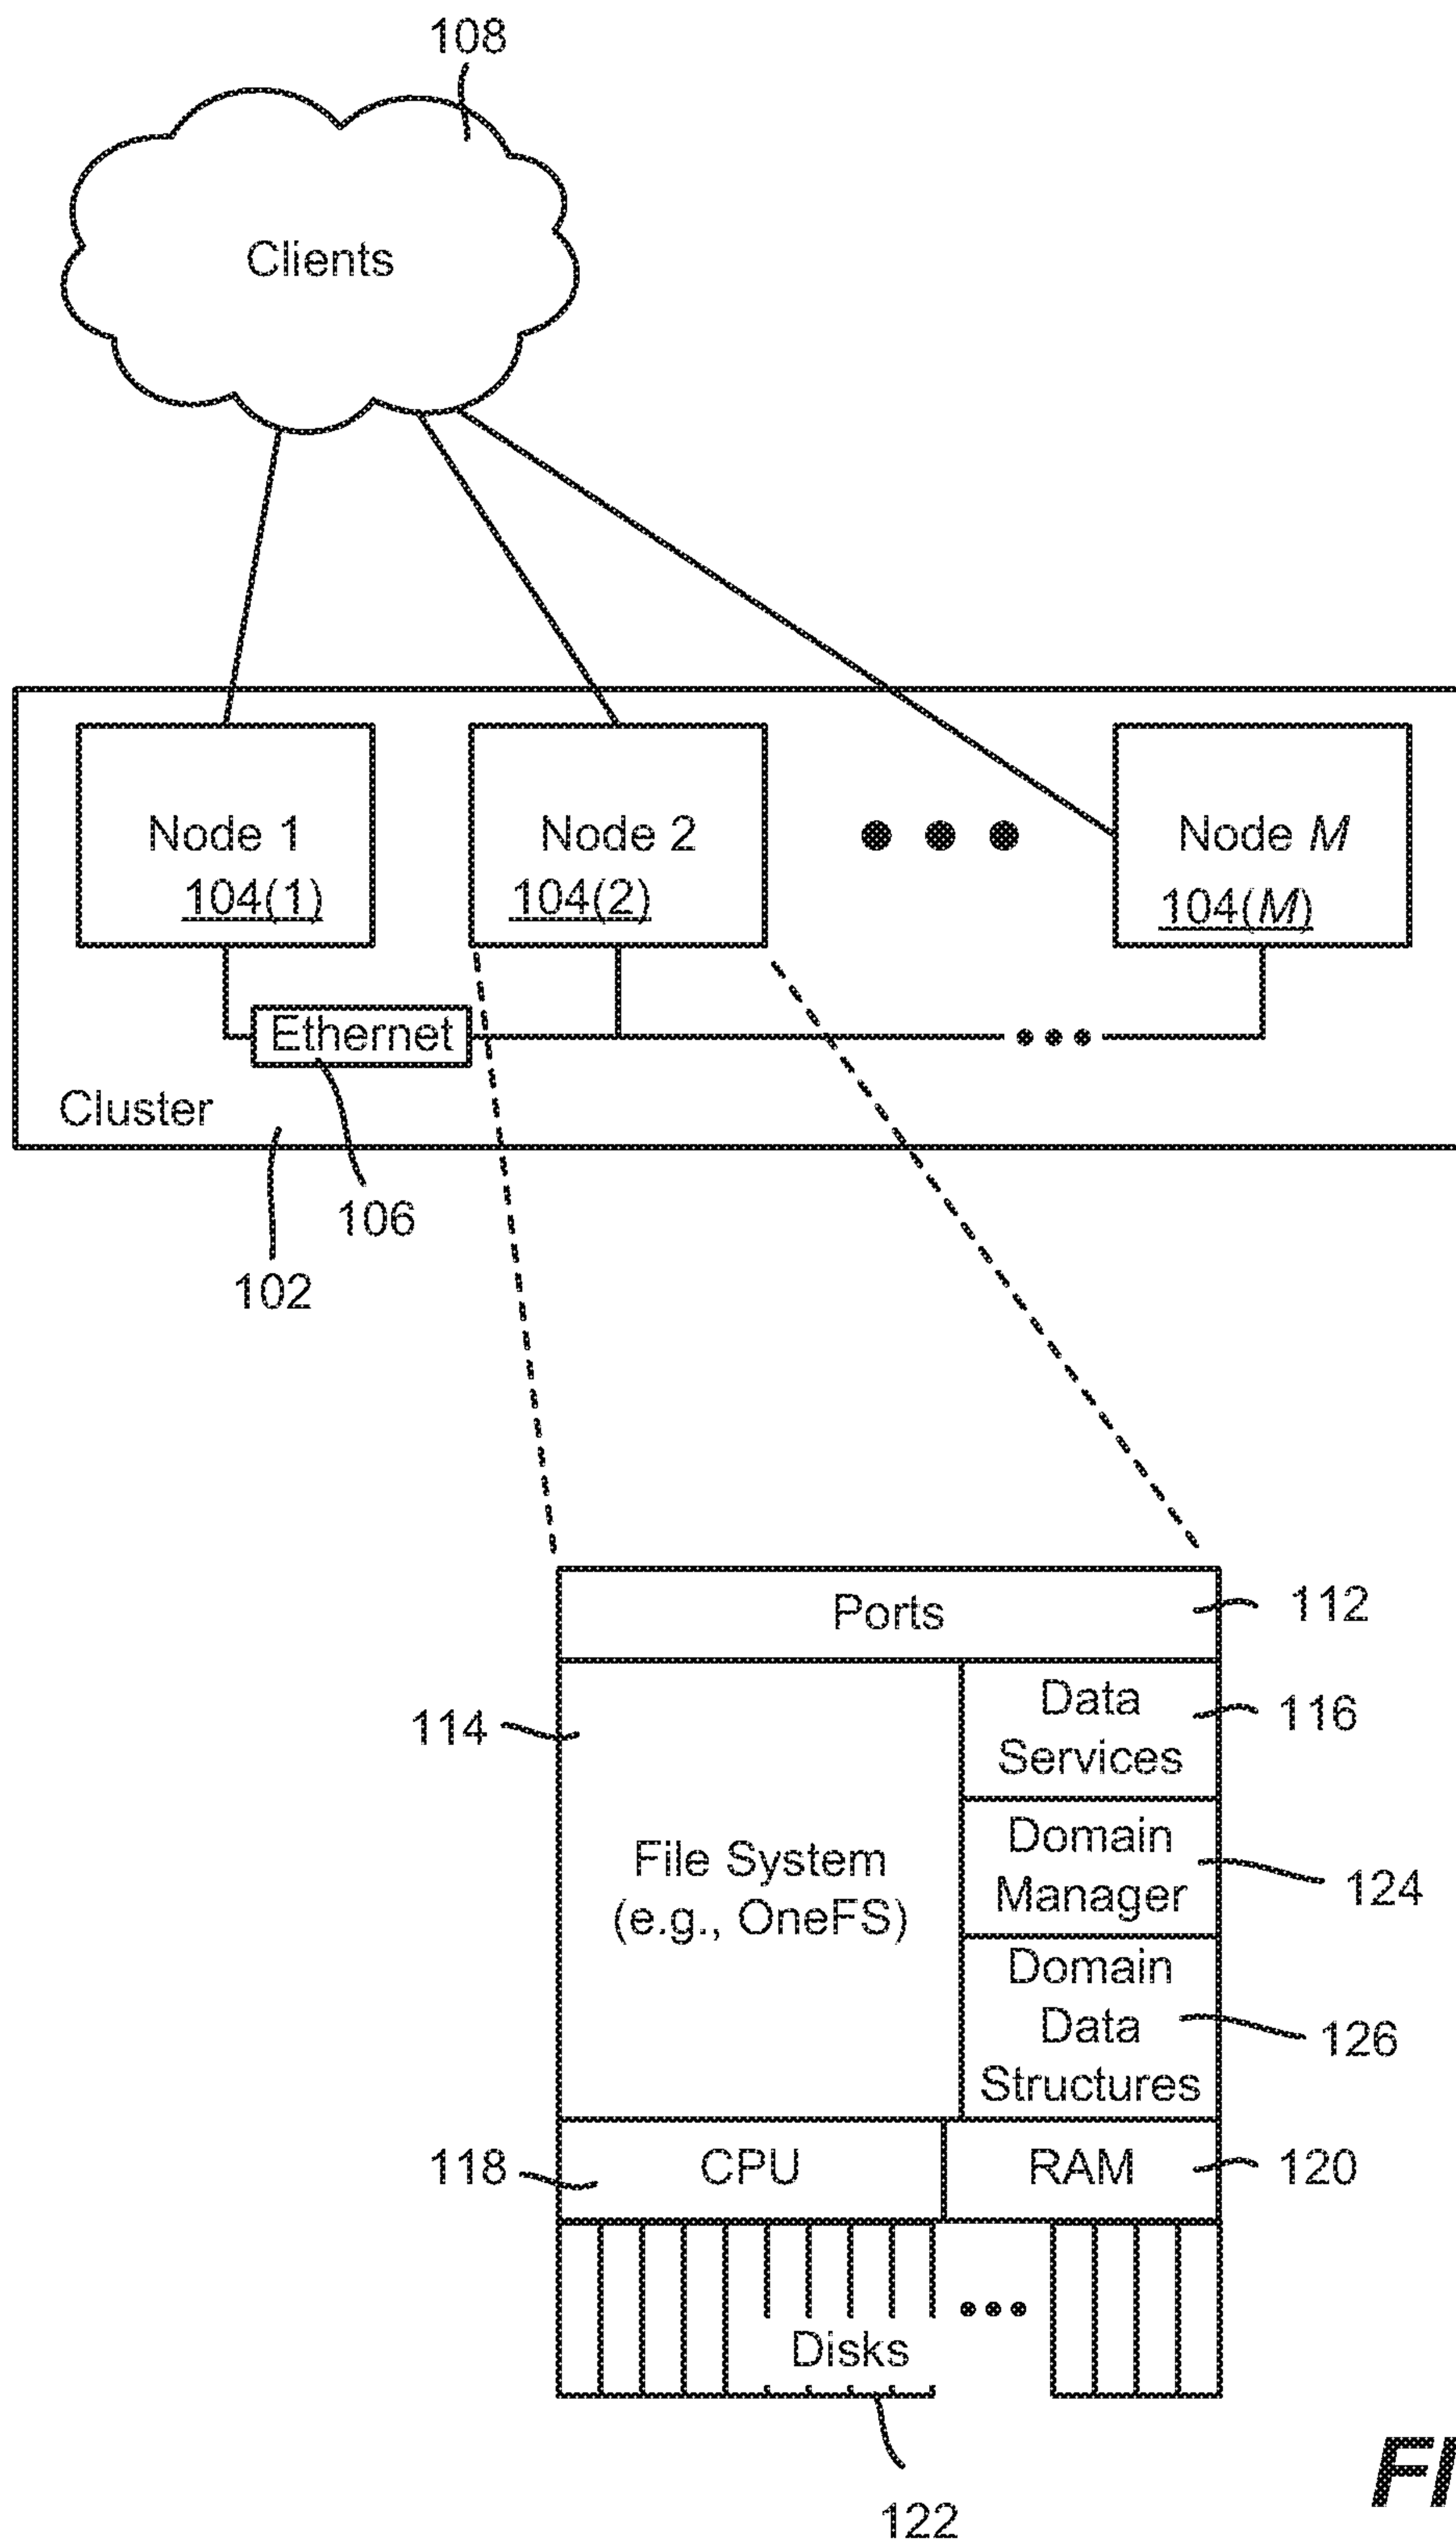 108
Clients
Node 1
104(1)
Node 2
104(2)
Node M
104(M)
Ethernet
Cluster
106
102
Ports
112
114
File System
(e.g., OneFS)
Data
Services
116
Domain
Manager
124
Domain
Data
Structures
126
118
CPU
RAM
120
Disks
122